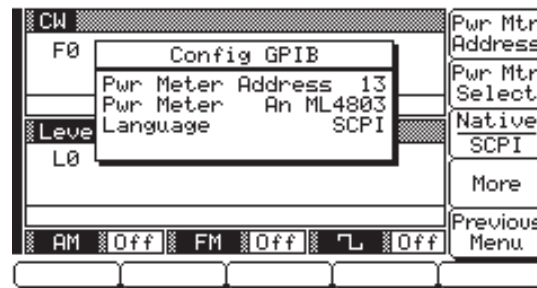 CW
F0
Config GPIB
Pwr Meter Address 13
Pwr Meter An ML4803
Language SCPI
Leve
L0
AM Off FM Off Off
Pwr Mtr
Address
Pwr Mtr
Select
Native
SCPI
More
Previous
Menu